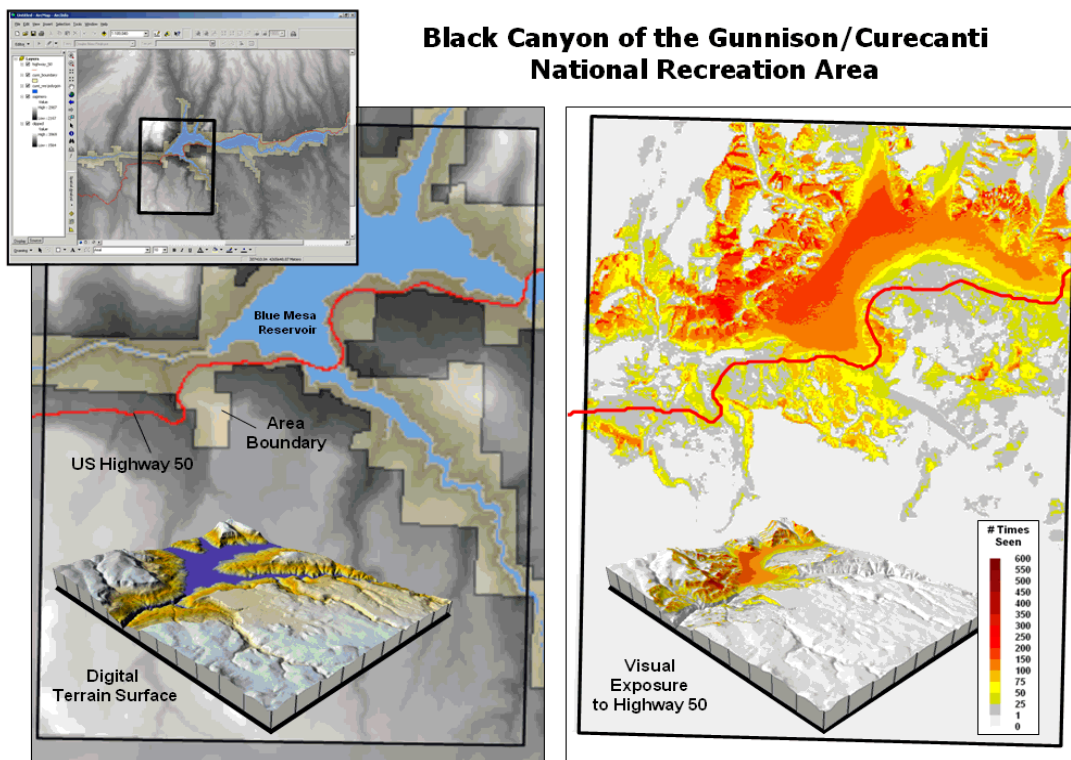 Black Canyon of the Gunnison/Curecanti
National Recreation Area
Blue Mesa
Reservoir
Area
Boundary
US Highway 50
Digital
Terrain Surface
# Times
Seen
600
550
500
450
400
350
300
250
200
150
100
75
50
25
1
0
Visual
Exposure
to Highway 50